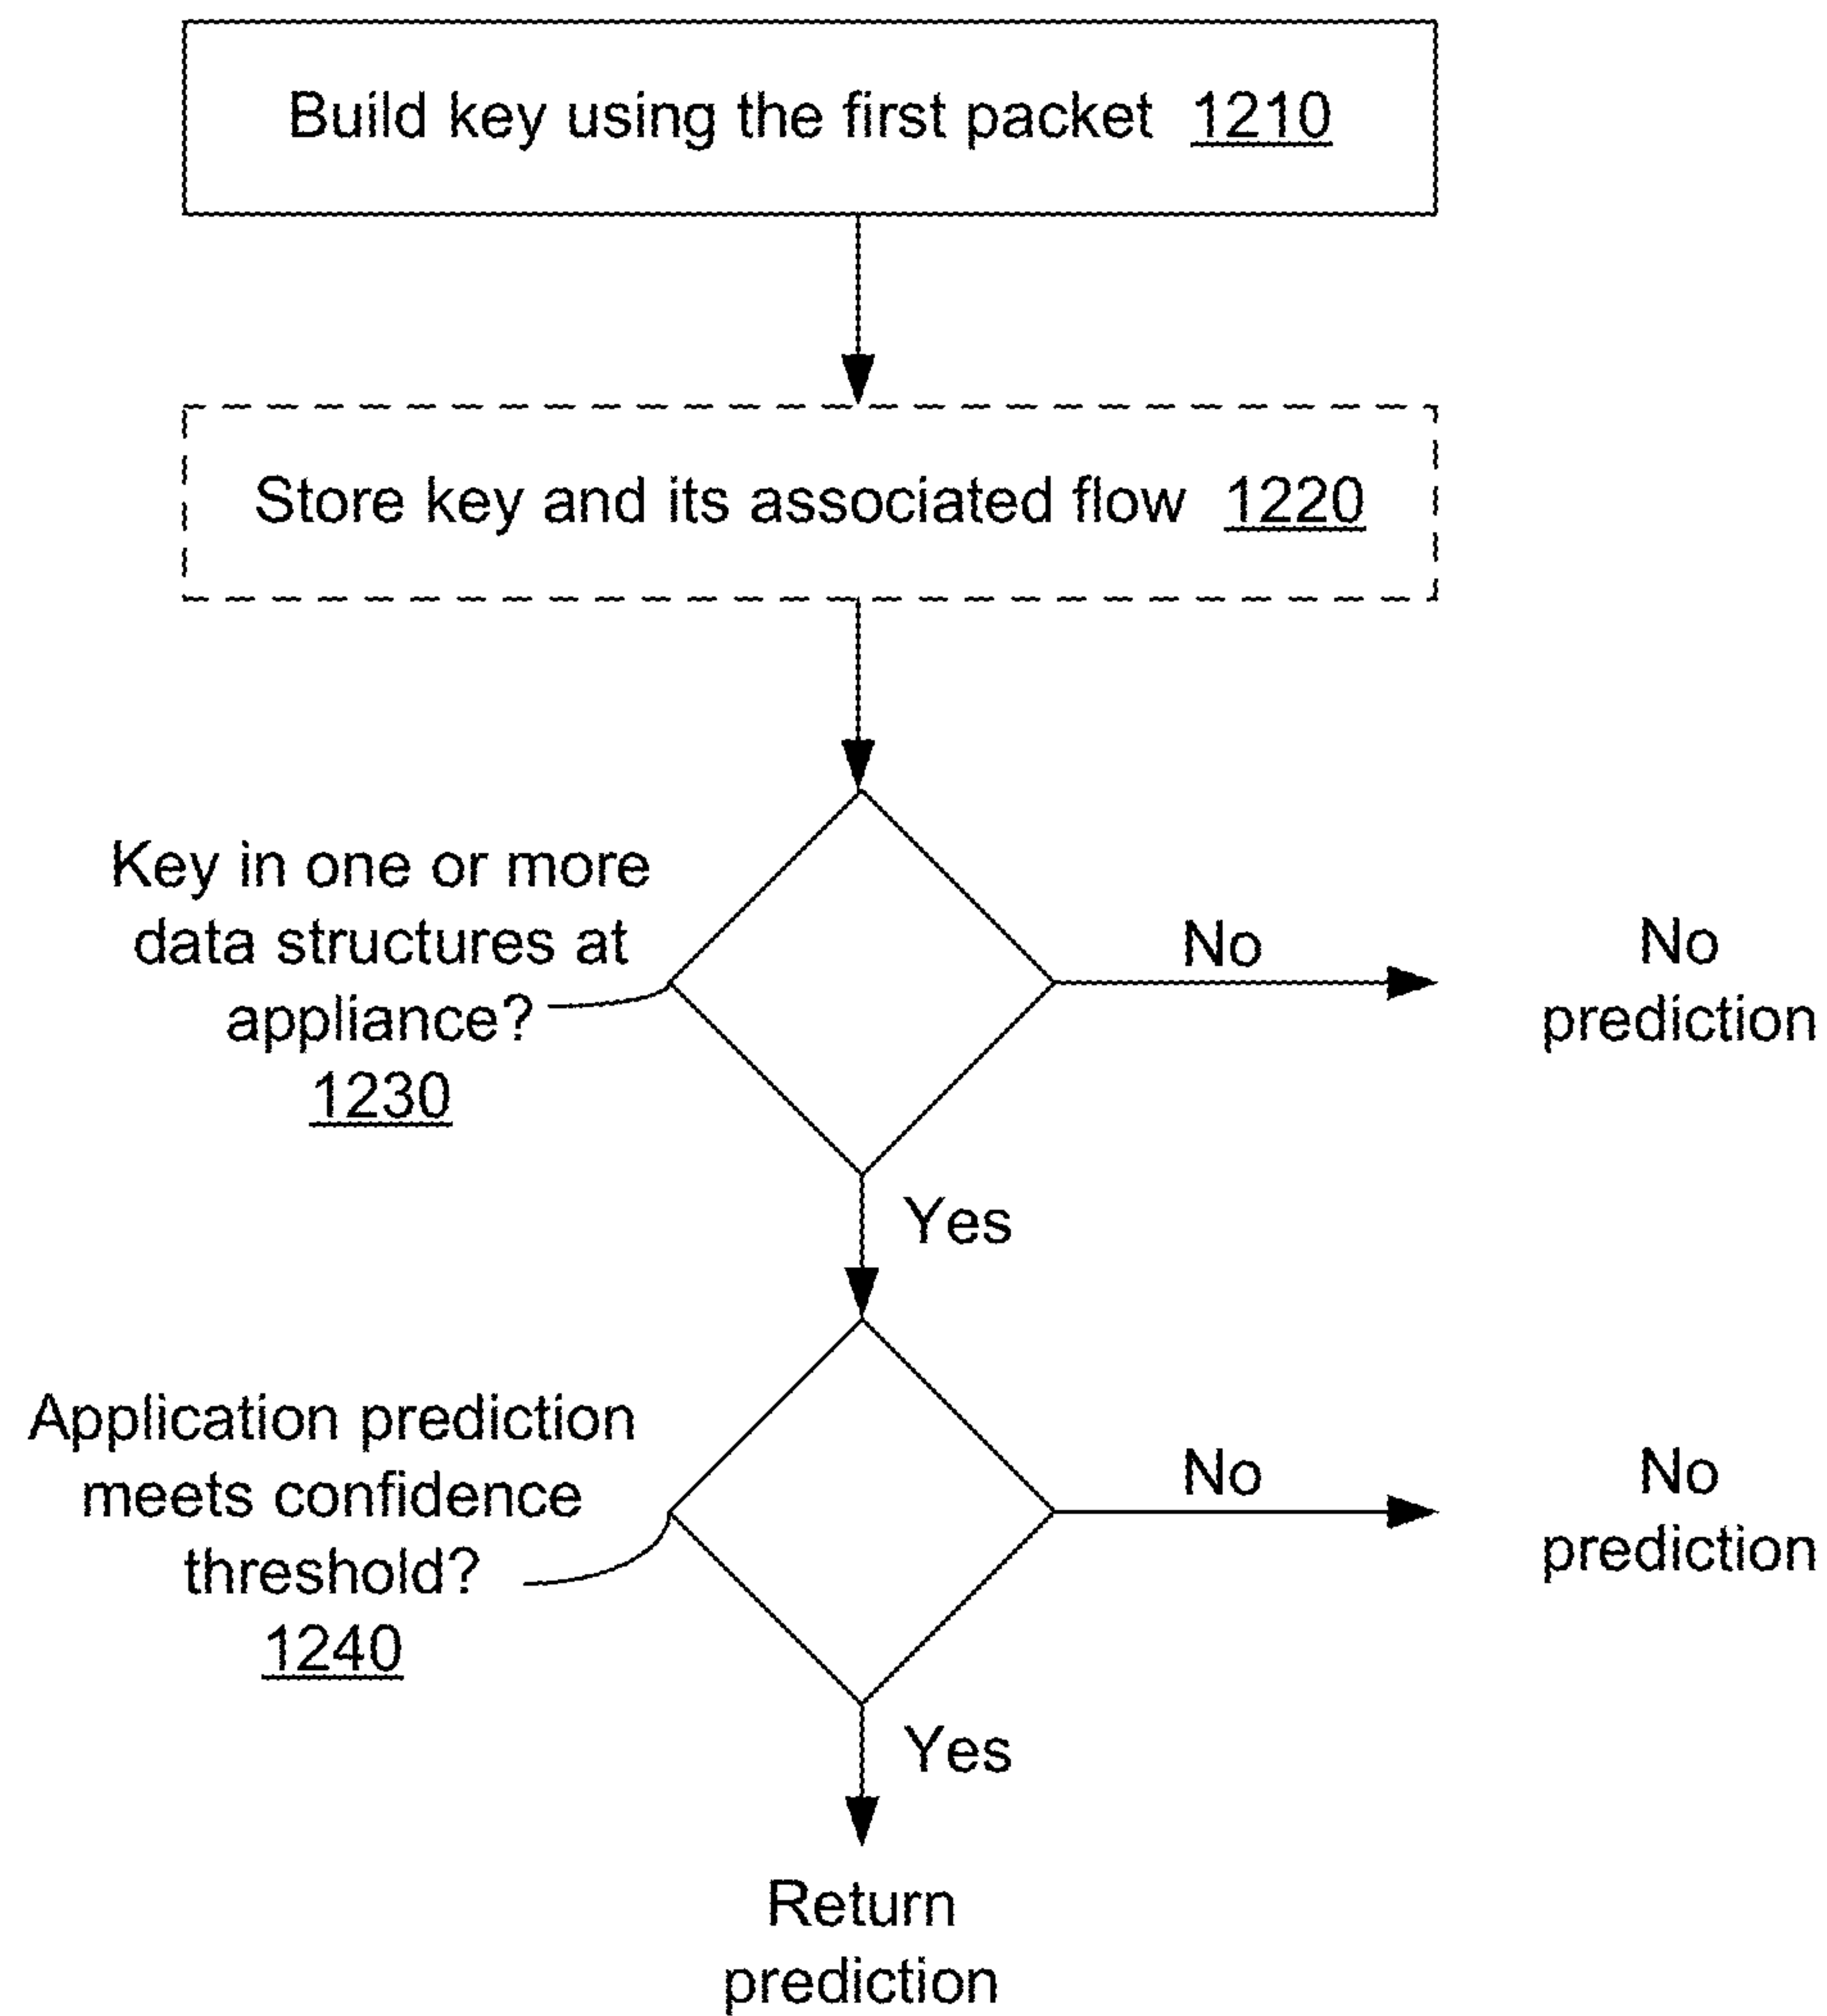 Build key using the first packet 1210
Store key and its associated flow 1220
Key in one or more
data structures at
appliance?
1230
No
No
prediction
Yes
Application prediction
meets confidence
threshold?
1240
No
No
prediction
Yes
Return
prediction